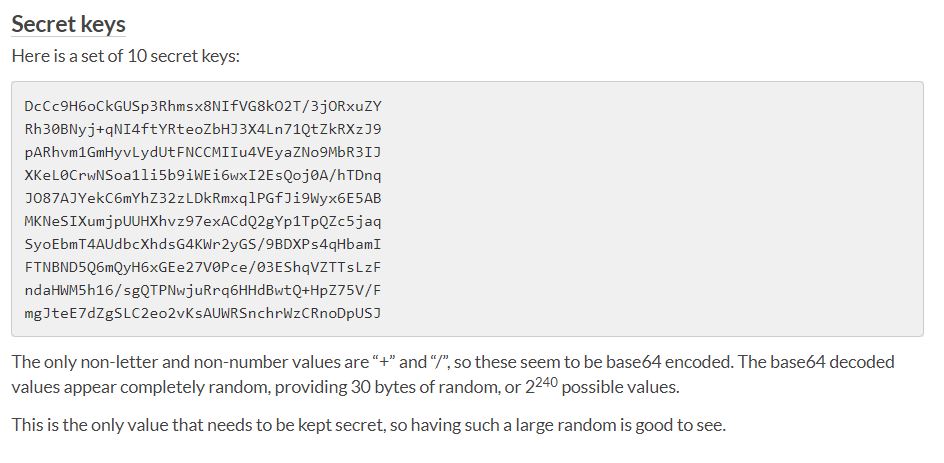 Secret keys
Here is a set of 10 secret keys:
DcCc9H6oCkGUSp3Rhmsx8NIfVG8kO2T/3jORxuZY
Rh30BNyj+qNI4ftYRteoZbHJ3X4Ln71QtZkRXzJ9
pARhvm1GmHyvLydUtFNCCMIIu4VEyaZNo9MbR3IJ
XKeL0CrwNSoa1li5b9iWEi6wxI2EsQoj0A/hTDnq
JO87AJYekC6mYhZ32zLDkRmxqlPGfJi9Wyx6E5AB
MKNeSIXumjpUUHXhvz97exACdQ2gYp1TpQZc5jaq
SyoEbmT4AUdbcXhdsG4KWr2yGS/9BDXPs4qHbamI
FTNBND5Q6mQyH6xGEe27V0Pce/03EShqVZTTsLzF
ndaHWM5h16/sgQTPNwjuRrq6HHdBwtQ+HpZ75V/F
mgJteE7dZgSLC2eo2vKsAUWRSnchrWzCRnoDpUSJ
The only non-letter and non-number values are “+” and “/”, so these seem to be base64 encoded. The base64 decoded
values appear completely random, providing 30 bytes of random, or 2²⁴⁰ possible values.
This is the only value that needs to be kept secret, so having such a large random is good to see.